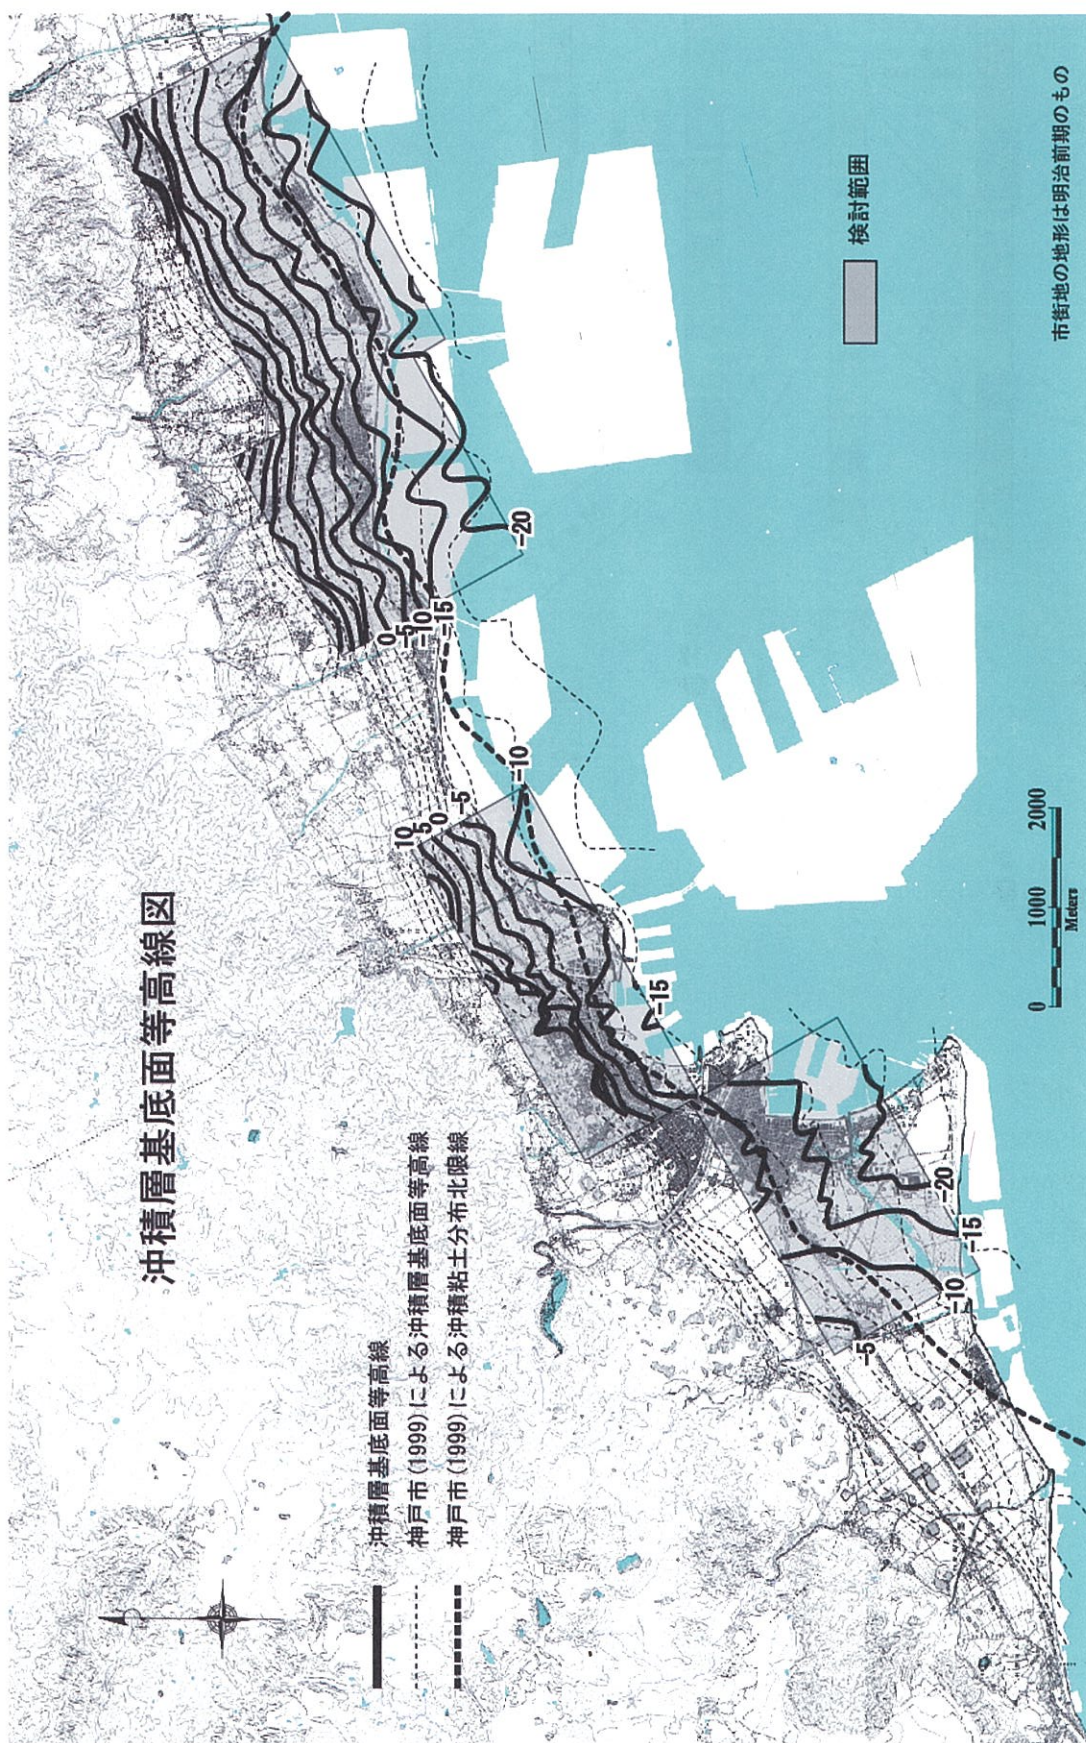 沖積層基底面等高線図
沖積層基底面等高線
神戸市(1999)による沖積層基底面等高線
神戸市(1999)による沖積粘土分布北限線
0
-5
-10
-15
-20
10
5
0
-5
-10
-15
-5
-10
-15
-20
検討範囲
0 1000 2000
Meters
市街地の地形は明治前期のもの